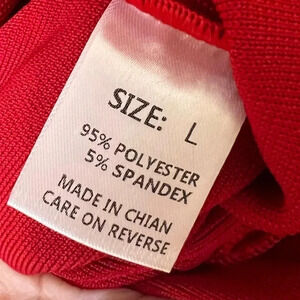 SIZE: L
95% POLYESTER
5% SPANDEX
MADE IN CHIAN
CARE ON REVERSE